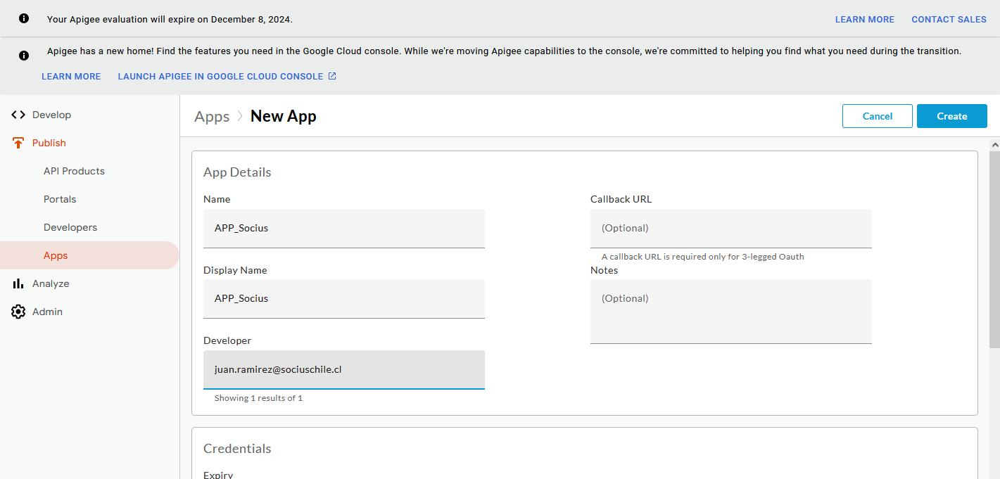 Your Apigee evaluation will expire on December 8, 2024.
LEARN MORE
CONTACT SALES
Apigee has a new home! Find the features you need in the Google Cloud console. While we're moving Apigee capabilities to the console, we're committed to helping you find what you need during the transition.
LEARN MORE
LAUNCH APIGEE IN GOOGLE CLOUD CONSOLE
Develop
Publish
API Products
Portals
Developers
Apps
Analyze
Admin
Apps
New App
Cancel
Create
App Details
Name
APP_Socius
Display Name
APP_Socius
Developer
juan.ramirez@sociuschile.cl
Showing 1 results of 1
Callback URL
(Optional)
A callback URL is required only for 3-legged Oauth
Notes
(Optional)
Credentials
Expiry